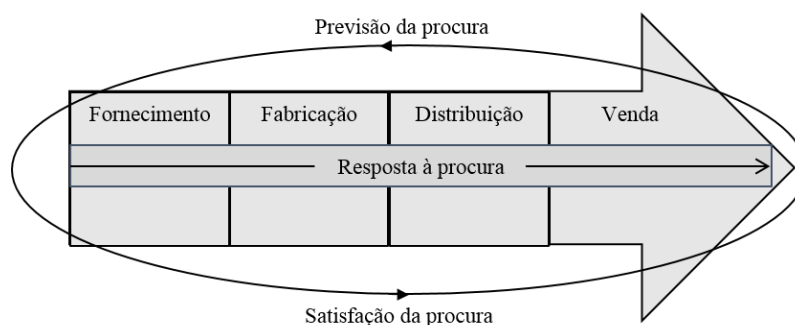 Previsão da procura
Fornecimento
Fabricação
Distribuição
Venda
Resposta à procura
Satisfação da procura